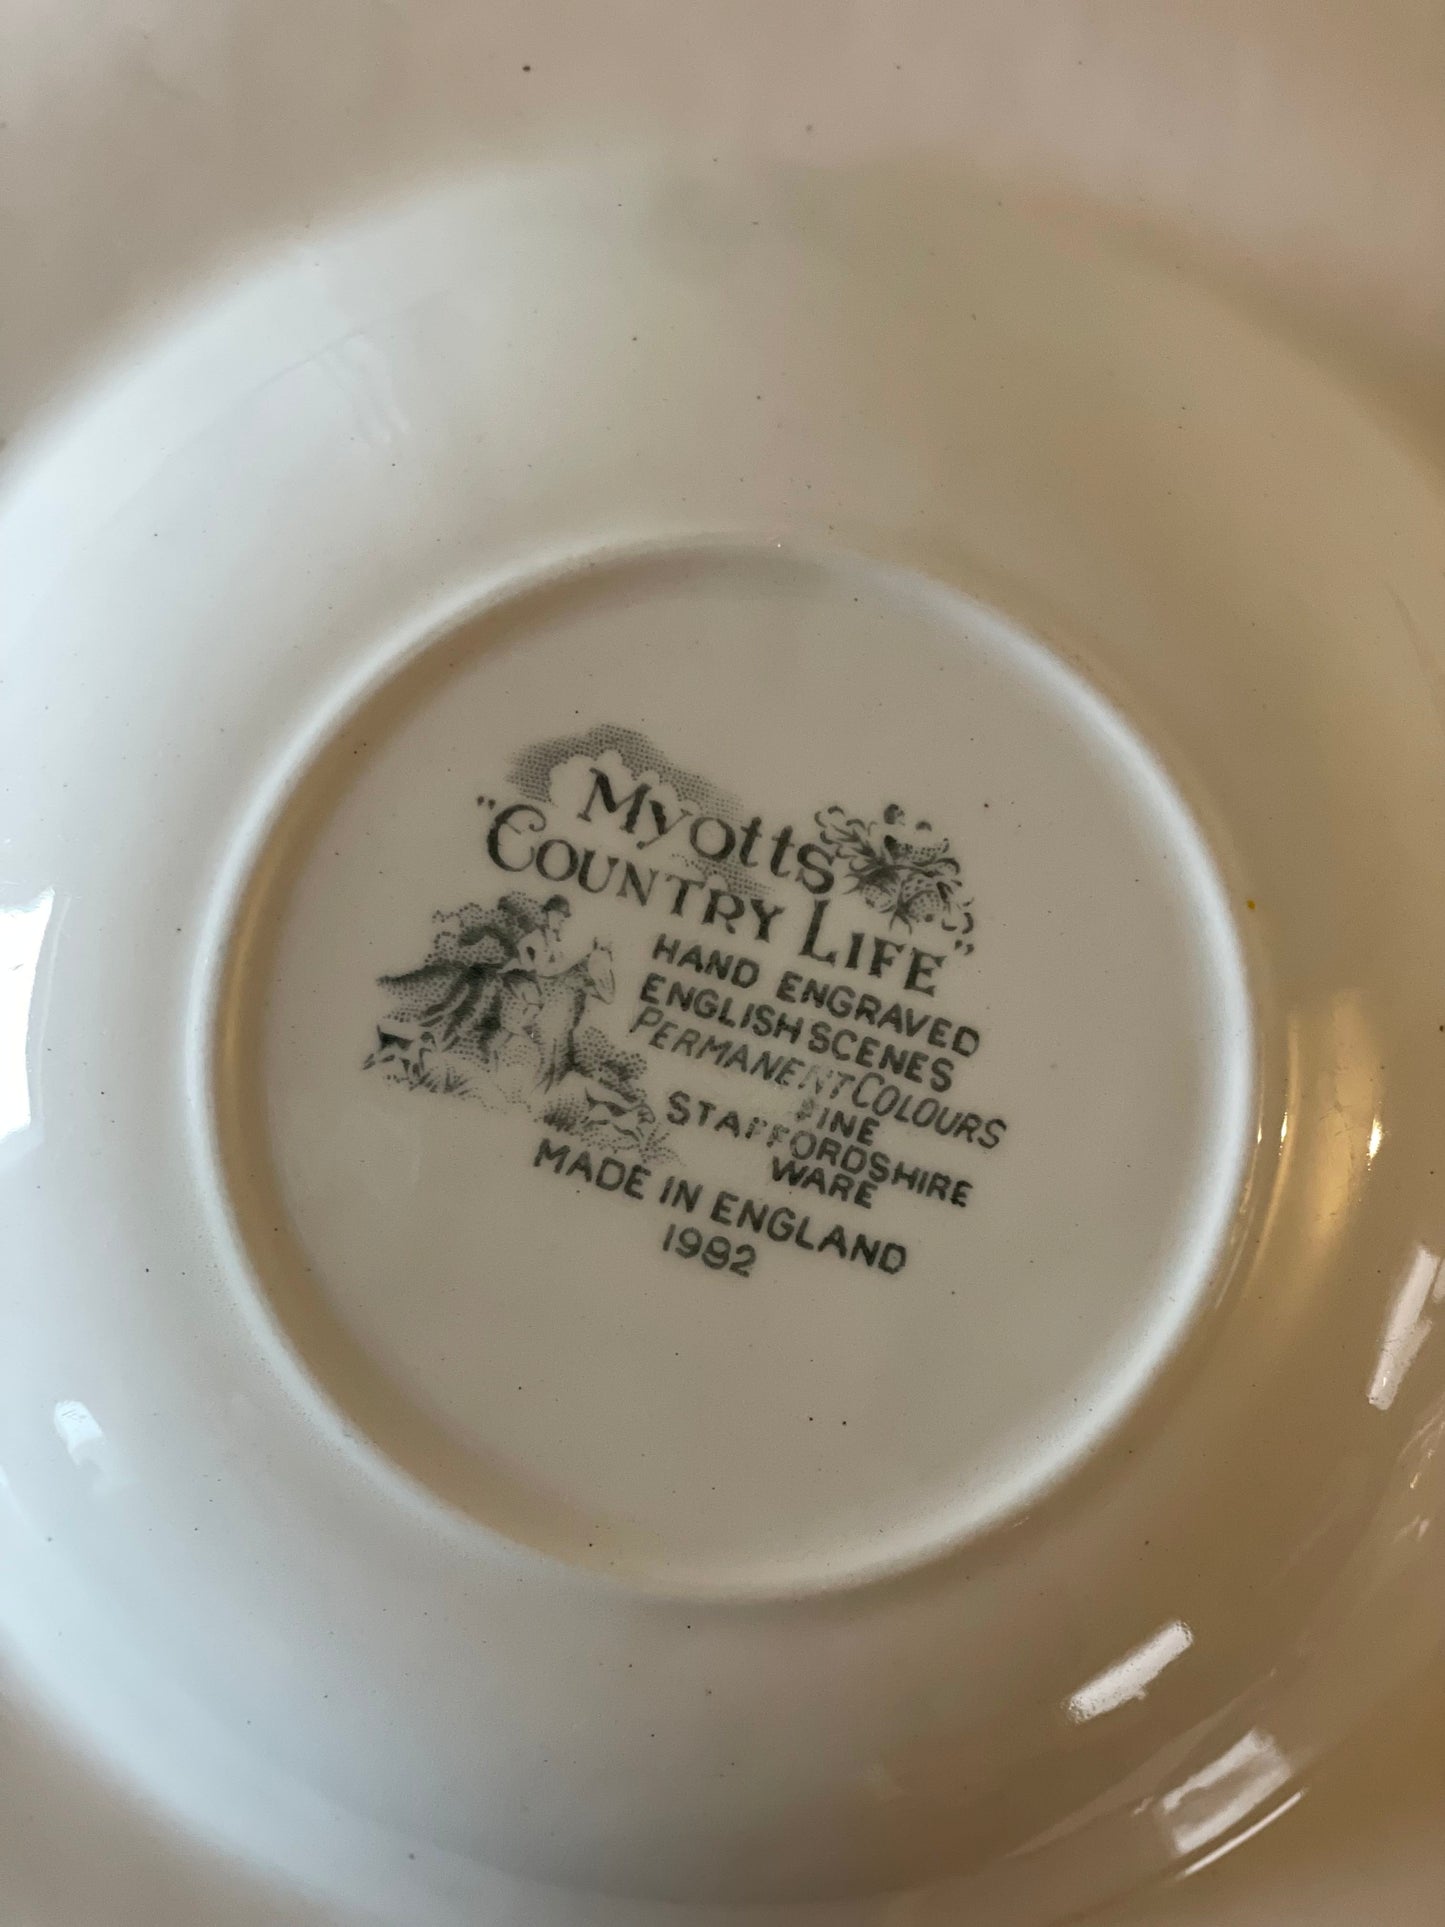 Myotts
"COUNTRY LIFE"
HAND ENGRAVED
ENGLISH SCENES
PERMANENT COLOURS
FINE
STAFFORDSHIRE
WARE
MADE IN ENGLAND
1982